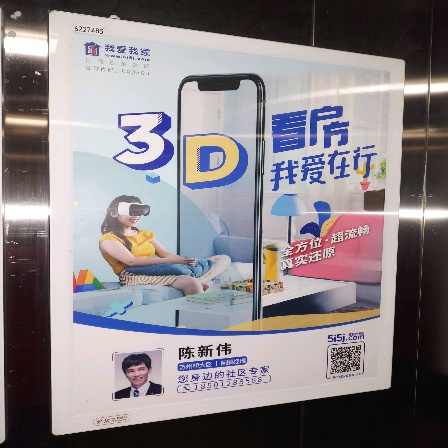 5227485
我爱我家
3D 看房
我爱在行
全方位·超流畅
真实还原
陈新伟
您身边的社区专家
5i5j.com